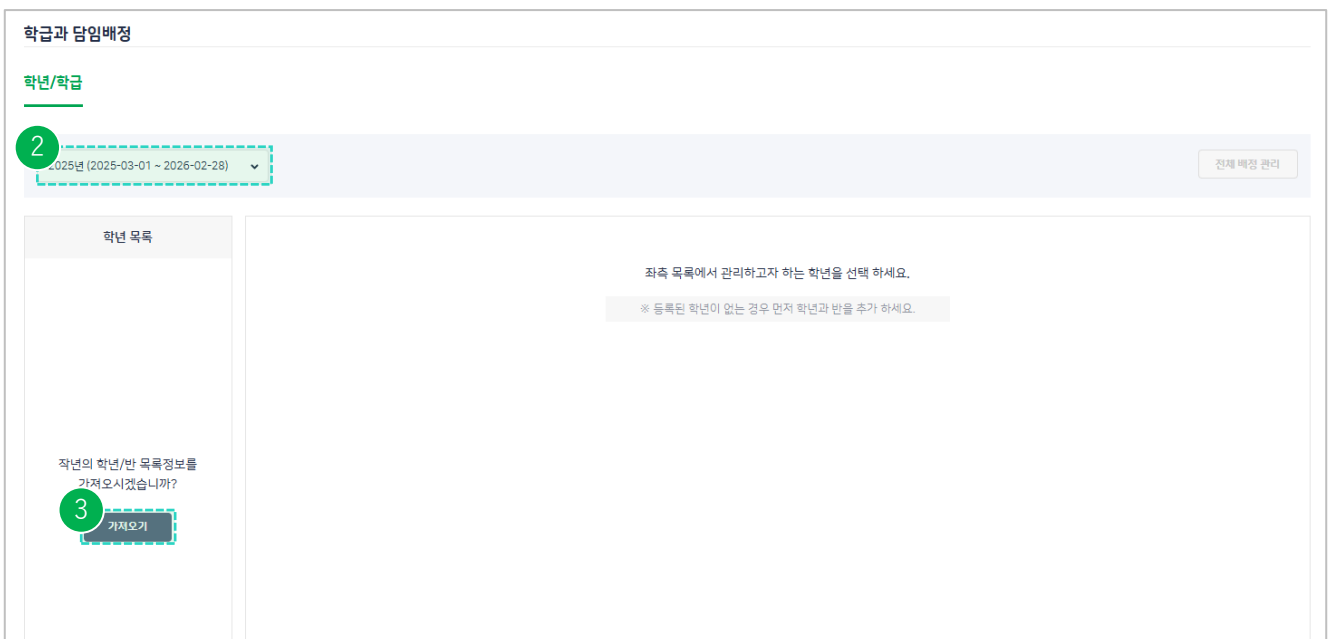 학급과 담임배정
학년/학급
2
2025년 (2025-03-01 ~ 2026-02-28)
전체 배정 관리
학년 목록
좌측 목록에서 관리하고자 하는 학년을 선택 하세요.
※ 등록된 학년이 없는 경우 먼저 학년과 반을 추가 하세요.
작년의 학년/반 목록정보를
가져오시겠습니까?
3
가져오기